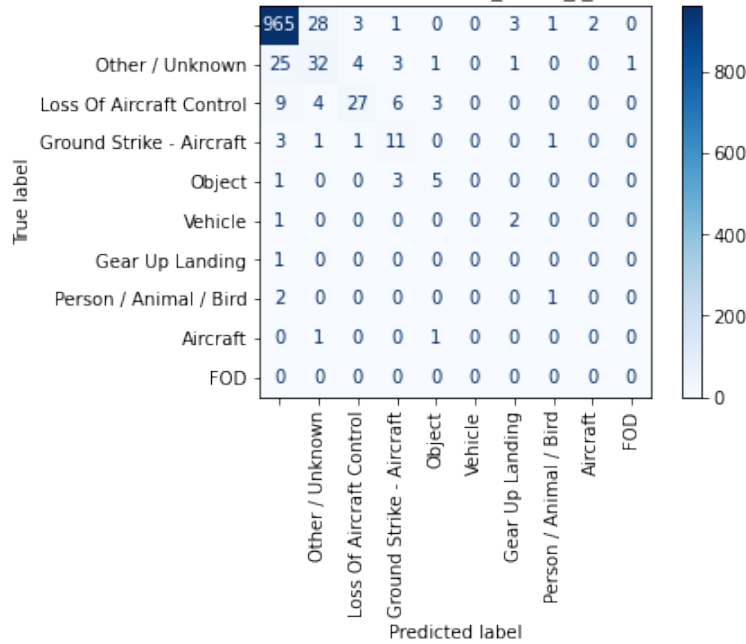 965 28 3 1 0 0 3 1 2 0
Other / Unknown 25 32 4 3 1 0 1 0 0 1
800
Loss Of Aircraft Control 9 4 27 6 3 0 0 0 0 0
Ground Strike - Aircraft 3 1 1 11 0 0 0 1 0 0
600
Object 1 0 0 3 5 0 0 0 0 0
True label
Vehicle 1 0 0 0 0 0 2 0 0 0
400
Gear Up Landing 1 0 0 0 0 0 0 0 0 0
Person / Animal / Bird 2 0 0 0 0 0 0 1 0 0
200
Aircraft 0 1 0 0 1 0 0 0 0 0
FOD 0 0 0 0 0 0 0 0 0 0
0
Other / Unknown
Loss Of Aircraft Control
Ground Strike - Aircraft
Object
Vehicle
Gear Up Landing
Person / Animal / Bird
Aircraft
FOD
Predicted label